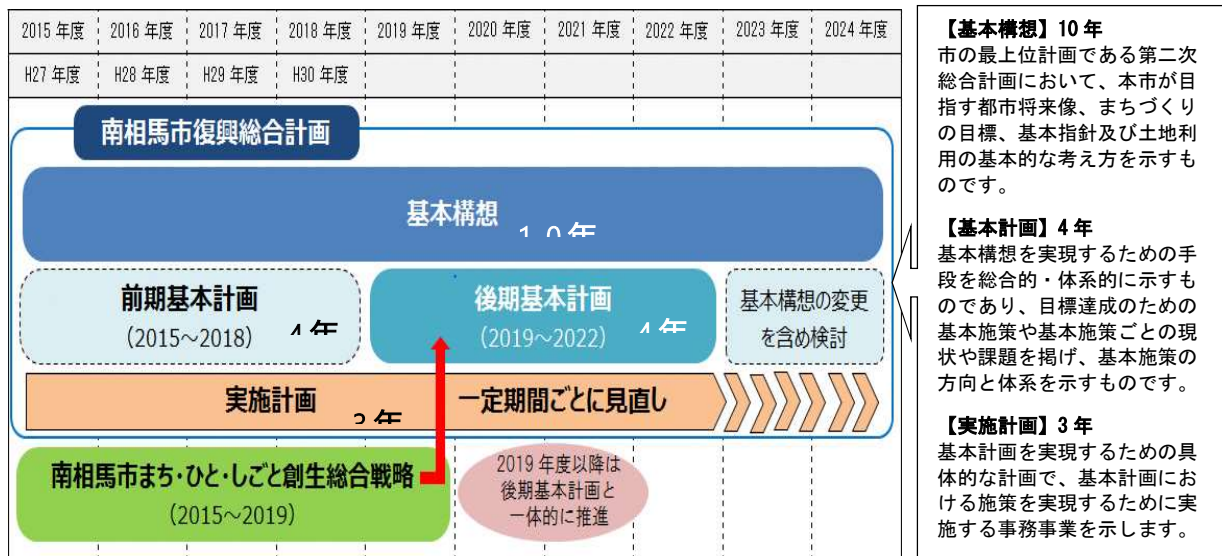 2015 年度 2016 年度 2017 年度 2018 年度 2019 年度 2020 年度 2021 年度 2022 年度 2023 年度 2024 年度
H27 年度 H28 年度 H29 年度 H30 年度
南相馬市復興総合計画
基本構想 10年
前期基本計画
(2015～2018) 4年
後期基本計画
(2019～2022) 4年
基本構想の変更
を含め検討
実施計画 3年 一定期間ごとに見直し
南相馬市まち・ひと・しごと創生総合戦略
(2015～2019)
2019 年度以降は
後期基本計画と
一体的に推進
【基本構想】10 年
市の最上位計画である第二次
総合計画において、本市が目
指す都市将来像、まちづくり
の目標、基本指針及び土地利
用の基本的な考え方を示すも
のです。
【基本計画】4 年
基本構想を実現するための手
段を総合的・体系的に示すも
のであり、目標達成のための
基本施策や基本施策ごとの現
状や課題を掲げ、基本施策の
方向と体系を示すものです。
【実施計画】3 年
基本計画を実現するための具
体的な計画で、基本計画にお
ける施策を実現するために実
施する事務事業を示します。